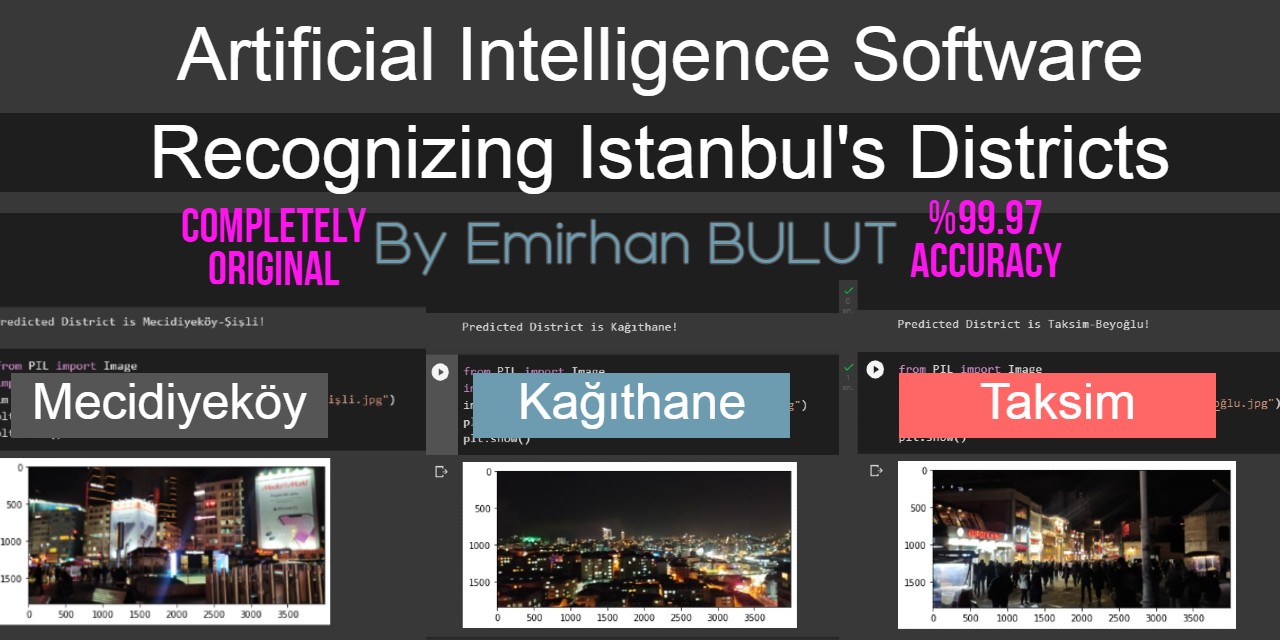 Artificial Intelligence Software
Recognizing Istanbul's Districts
COMPLETELY
ORIGINAL
By Emirhan BULUT
%99.97
ACCURACY
redicted District is Mecidiyeköy-Şişli!
Predicted District is Kağıthane!
Predicted District is Taksim-Beyoğlu!
from PIL import Image
işli.jpg")
Mecidiyeköy
from PIL import Image
g")
plt.show()
Kağıthane
from PIL import Image
oğlu.jpg")
plt.show()
Taksim
0
500
1000
1500
0 500 1000 1500 2000 2500 3000 3500
0
500
1000
1500
0 500 1000 1500 2000 2500 3000 3500
0
500
1000
1500
0 500 1000 1500 2000 2500 3000 3500